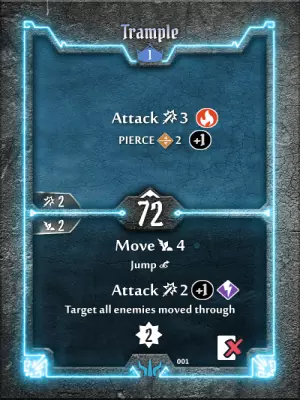 Trample
1
Attack 3
PIERCE 2 +1
2
72
2
Move 4
Jump
Attack 2 +1
Target all enemies moved through
2
001